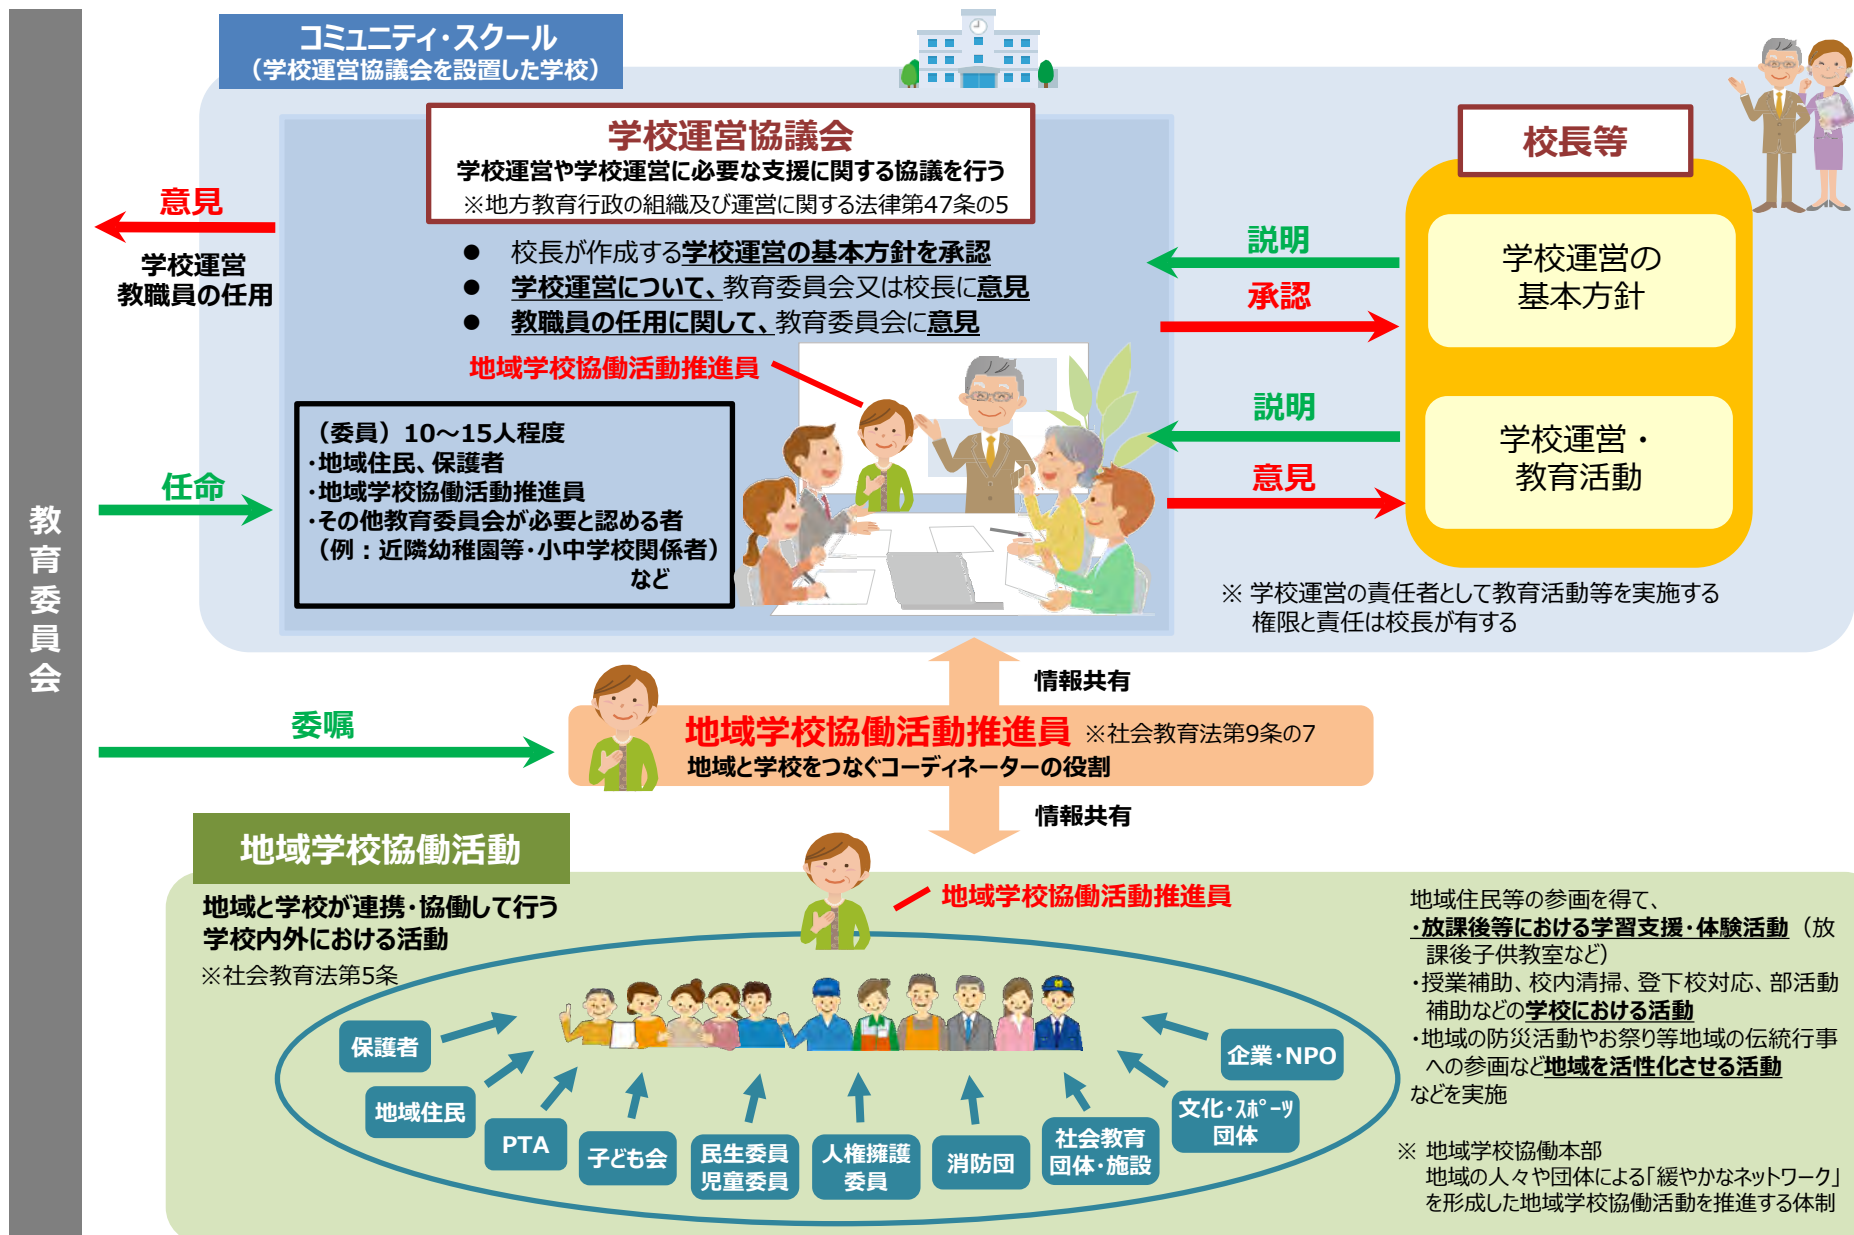 コミュニティ・スクール
（学校運営協議会を設置した学校）
学校運営協議会
学校運営や学校運営に必要な支援に関する協議を行う
※地方教育行政の組織及び運営に関する法律第47条の5
● 校長が作成する学校運営の基本方針を承認
● 学校運営について、教育委員会又は校長に意見
● 教職員の任用に関して、教育委員会に意見
地域学校協働活動推進員
（委員）10～15人程度
・地域住民、保護者
・地域学校協働活動推進員
・その他教育委員会が必要と認める者
（例：近隣幼稚園等・小中学校関係者）
など
意見
学校運営
教職員の任用
任命
教育委員会
校長等
説明
承認
学校運営の
基本方針
説明
意見
学校運営・
教育活動
※ 学校運営の責任者として教育活動等を実施する
権限と責任は校長が有する
情報共有
委嘱
地域学校協働活動推進員 ※社会教育法第9条の7
地域と学校をつなぐコーディネーターの役割
情報共有
地域学校協働活動
地域と学校が連携・協働して行う
学校内外における活動
※社会教育法第5条
地域学校協働活動推進員
保護者
地域住民
PTA
子ども会
民生委員
児童委員
人権擁護
委員
消防団
社会教育
団体・施設
文化・ｽﾎﾟｰﾂ
団体
企業・NPO
地域住民等の参画を得て、
・放課後等における学習支援・体験活動（放
課後子供教室など）
・授業補助、校内清掃、登下校対応、部活動
補助などの学校における活動
・地域の防災活動やお祭り等地域の伝統行事
への参画など地域を活性化させる活動
などを実施
※ 地域学校協働本部
地域の人々や団体による「緩やかなネットワーク」
を形成した地域学校協働活動を推進する体制